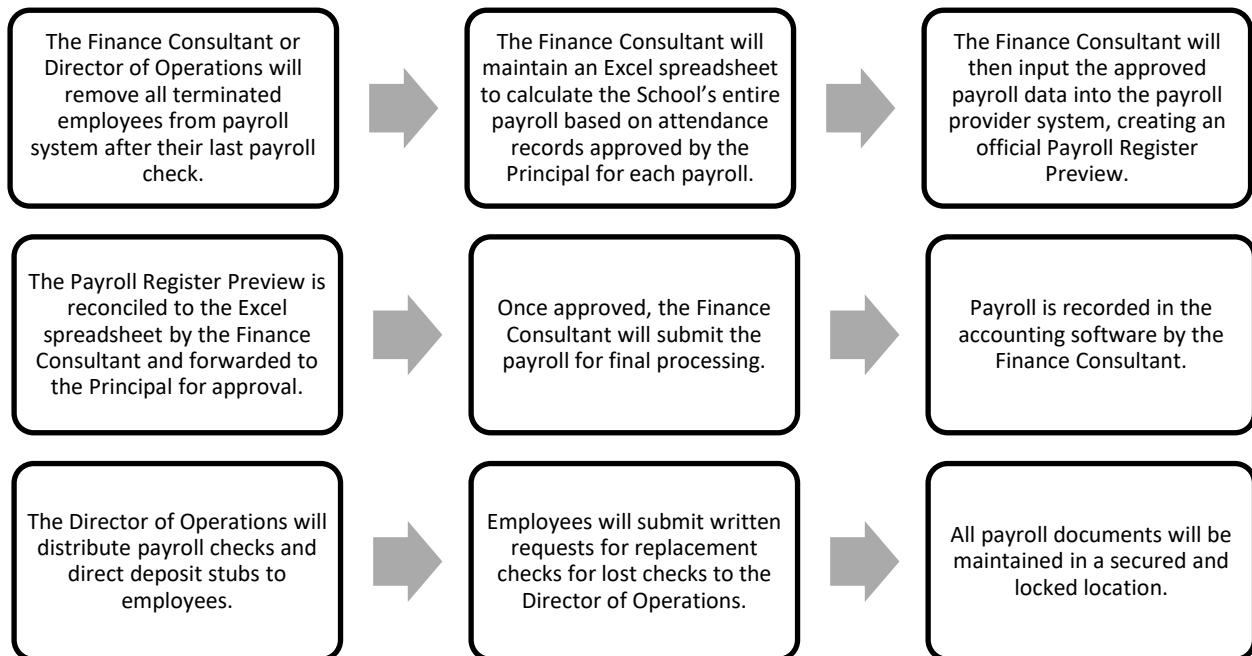 The Finance Consultant or
Director of Operations will
remove all terminated
employees from payroll
system after their last payroll
check.
The Finance Consultant will
maintain an Excel spreadsheet
to calculate the School’s entire
payroll based on attendance
records approved by the
Principal for each payroll.
The Finance Consultant will
then input the approved
payroll data into the payroll
provider system, creating an
official Payroll Register
Preview.
The Payroll Register Preview is
reconciled to the Excel
spreadsheet by the Finance
Consultant and forwarded to
the Principal for approval.
Once approved, the Finance
Consultant will submit the
payroll for final processing.
Payroll is recorded in the
accounting software by the
Finance Consultant.
The Director of Operations will
distribute payroll checks and
direct deposit stubs to
employees.
Employees will submit written
requests for replacement
checks for lost checks to the
Director of Operations.
All payroll documents will be
maintained in a secured and
locked location.